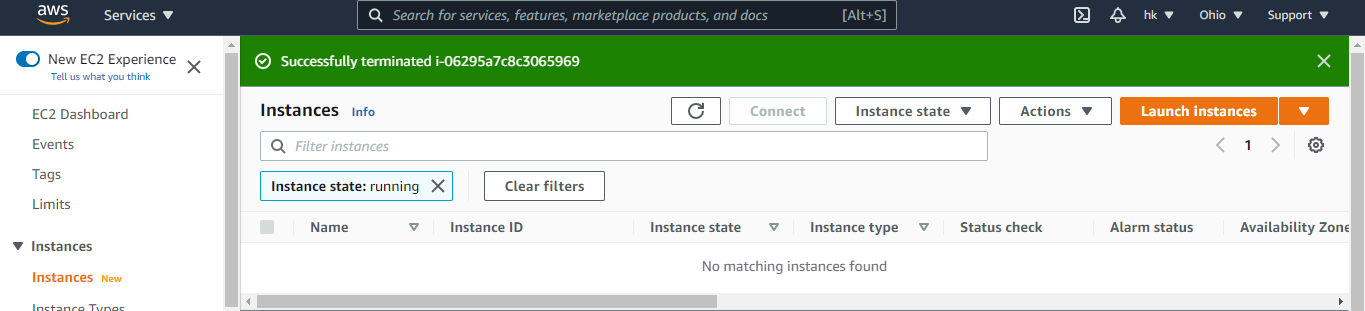 aws Services Search for services, features, marketplace products, and docs [Alt+S] hk Ohio Support
New EC2 Experience
Tell us what you think
EC2 Dashboard
Events
Tags
Limits
Instances
Instances New
Instance Types
Successfully terminated i-06295a7c8c3065969
Instances Info Connect Instance state Actions Launch instances
Filter instances 1
Instance state: running Clear filters
Name Instance ID Instance state Instance type Status check Alarm status Availability Zone
No matching instances found